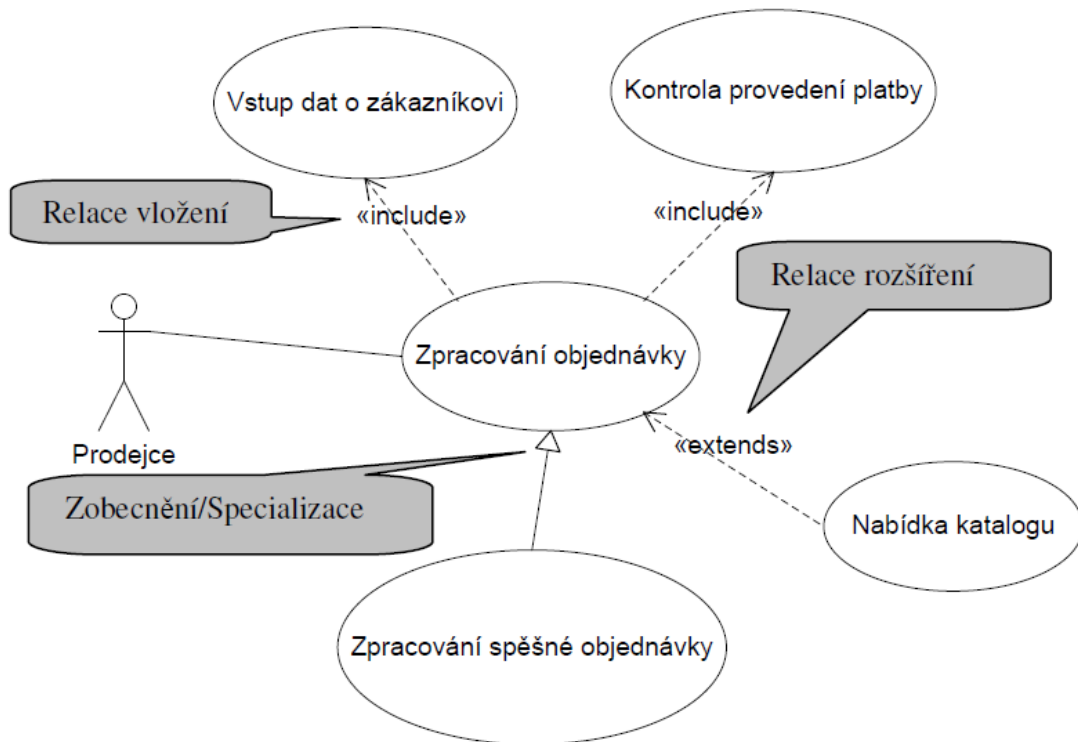 Vstup dat o zákazníkovi
Kontrola provedení platby
Relace vložení
«include»
«include»
Relace rozšíření
Zpracování objednávky
Prodejce
«extends»
Zobecnění/Specializace
Nabídka katalogu
Zpracování spěšné objednávky